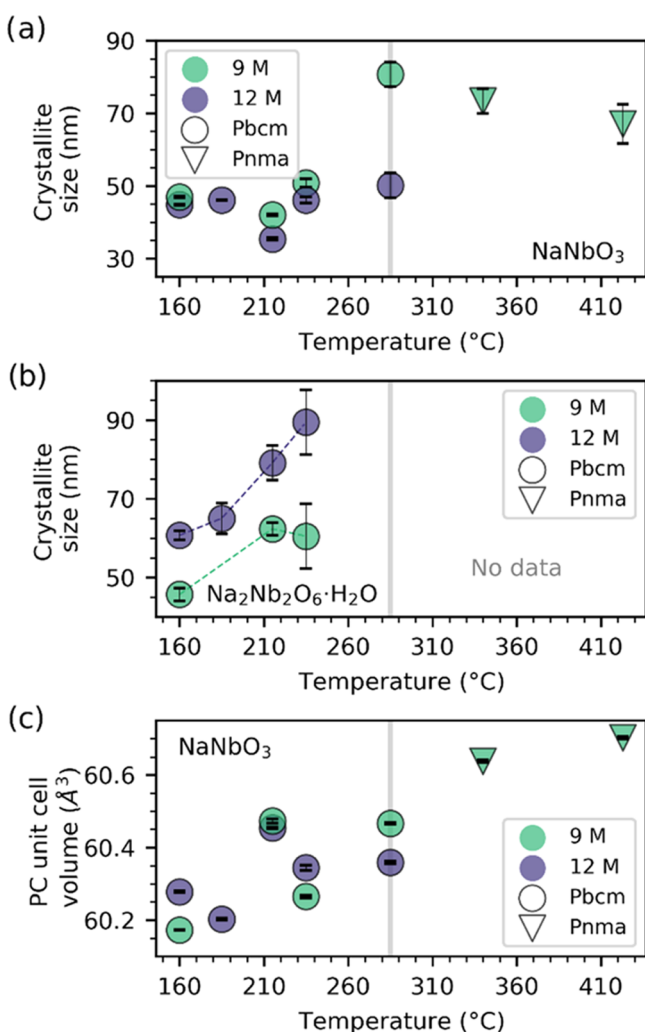 (a)
90
70
50
30
Crystallite
size (nm)
9 M
12 M
Pbcm
Pnma
NaNbO₃
160 210 260 310 360 410
Temperature (°C)
(b)
90
70
50
Crystallite
size (nm)
9 M
12 M
Pbcm
Pnma
No data
Na₂Nb₂O₆·H₂O
160 210 260 310 360 410
Temperature (°C)
(c)
NaNbO₃
60.6
60.4
60.2
PC unit cell
volume (Å³)
9 M
12 M
Pbcm
Pnma
160 210 260 310 360 410
Temperature (°C)